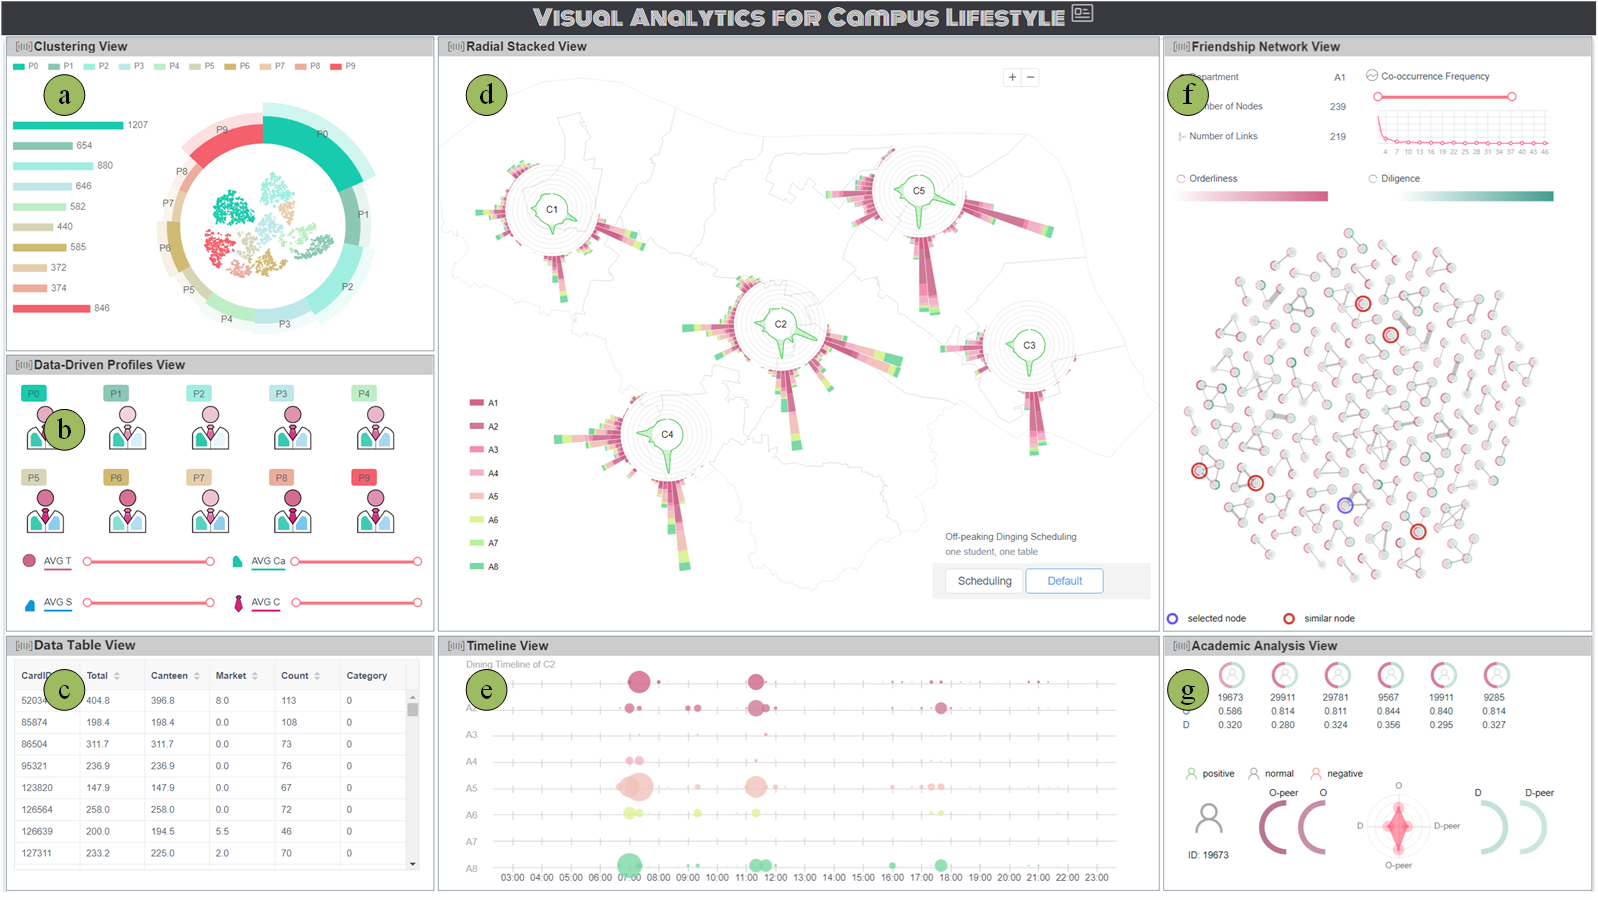 Visual Analytics for Campus Lifestyle
Clustering View
P0 P1 P2 P3 P4 P5 P6 P7 P8 P9
a
1207
654
880
646
582
440
585
372
374
846
P0
P1
P2
P3
P4
P5
P6
P7
P8
P9
Data-Driven Profiles View
P0 P1 P2 P3 P4
b
P5 P6 P7 P8 P9
AVG T AVG Ca
AVG S AVG C
Data Table View
c
Total Canteen Market Count Category
404.8 396.8 8.0 113 0
85874 198.4 198.4 0.0 108 0
86504 311.7 311.7 0.0 73 0
95321 236.9 236.9 0.0 76 0
123820 147.9 147.9 0.0 67 0
126564 258.0 258.0 0.0 72 0
126639 200.0 194.5 5.5 46 0
127311 233.2 225.0 2.0 70 0
Radial Stacked View
d
+ −
C1
C5
C2
C3
C4
A1
A2
A3
A4
A5
A6
A7
A8
Off-peaking Dinging Scheduling
one student, one table
Scheduling Default
Timeline View
Dining Timeline of C2
e
A3
A4
A5
A6
A7
A8
03:00 04:00 05:00 06:00 07:00 08:00 09:00 10:00 11:00 12:00 13:00 14:00 15:00 16:00 17:00 18:00 19:00 20:00 21:00 22:00 23:00
Friendship Network View
f
A1
Co-occurrence Frequency
of Nodes 239
Number of Links 219
4 7 10 13 16 19 22 25 28 31 34 37 40 43 46
Orderliness Diligence
selected node similar node
Academic Analysis View
g
19673 29911 29781 9567 19911 9285
0.586 0.814 0.811 0.844 0.840 0.814
D 0.320 0.280 0.324 0.356 0.295 0.327
positive normal negative
O-peer O
O
D D-peer
D D-peer
O-peer
ID: 19673